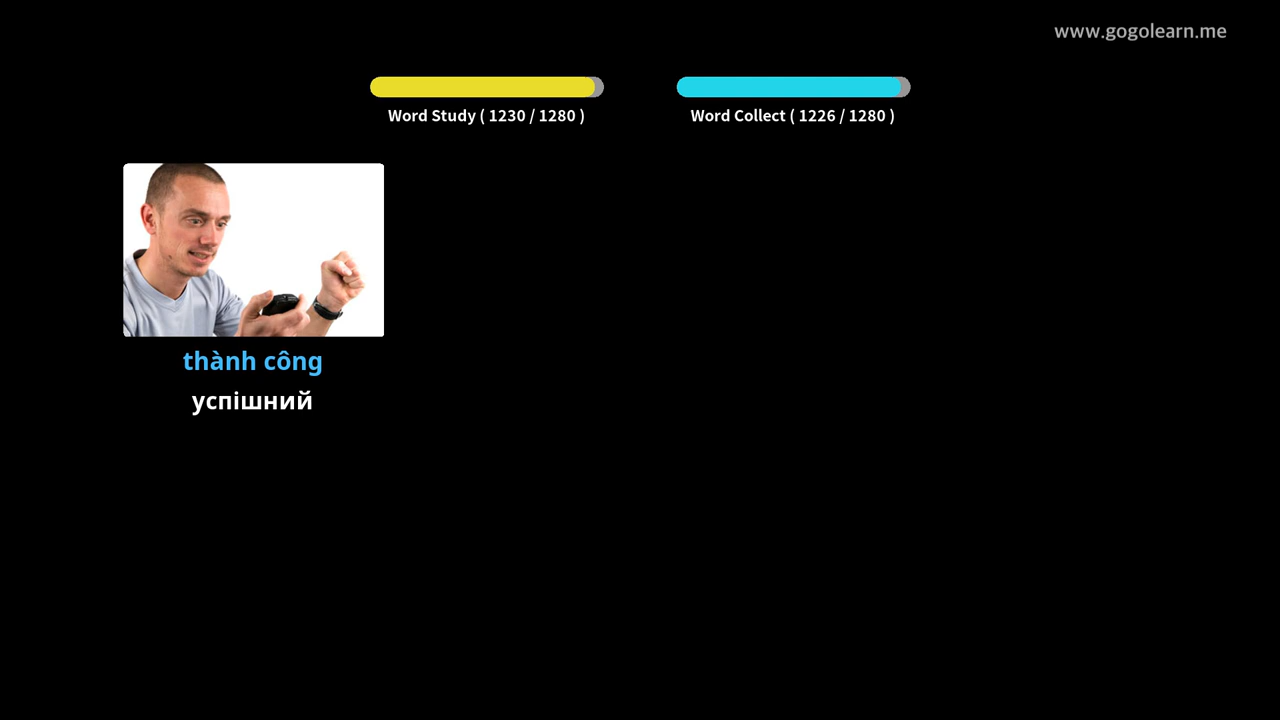 www.gogolearn.me
Word Study ( 1230 / 1280 )
Word Collect ( 1226 / 1280 )
thành công
успішний